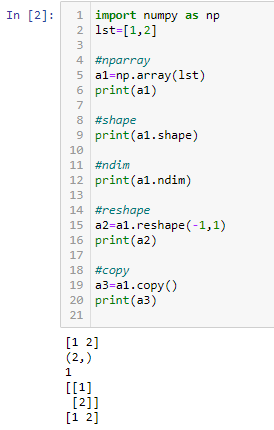 In [2]:
1 import numpy as np
2 lst=[1,2]
3
4 #nparray
5 a1=np.array(lst)
6 print(a1)
7
8 #shape
9 print(a1.shape)
10
11 #ndim
12 print(a1.ndim)
13
14 #reshape
15 a2=a1.reshape(-1,1)
16 print(a2)
17
18 #copy
19 a3=a1.copy()
20 print(a3)
21
[1 2]
(2,)
1
[[1]
 [2]]
[1 2]